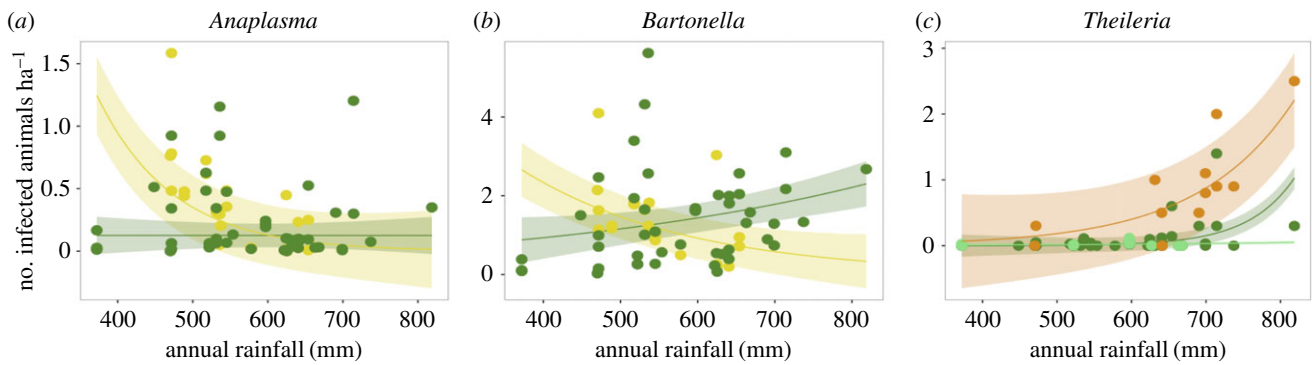 (a) Anaplasma
(b) Bartonella
(c) Theileria
no. infected animals ha⁻¹
1.5
1.0
0.5
0
400 500 600 700 800
annual rainfall (mm)
4
2
0
400 500 600 700 800
annual rainfall (mm)
3
2
1
0
400 500 600 700 800
annual rainfall (mm)